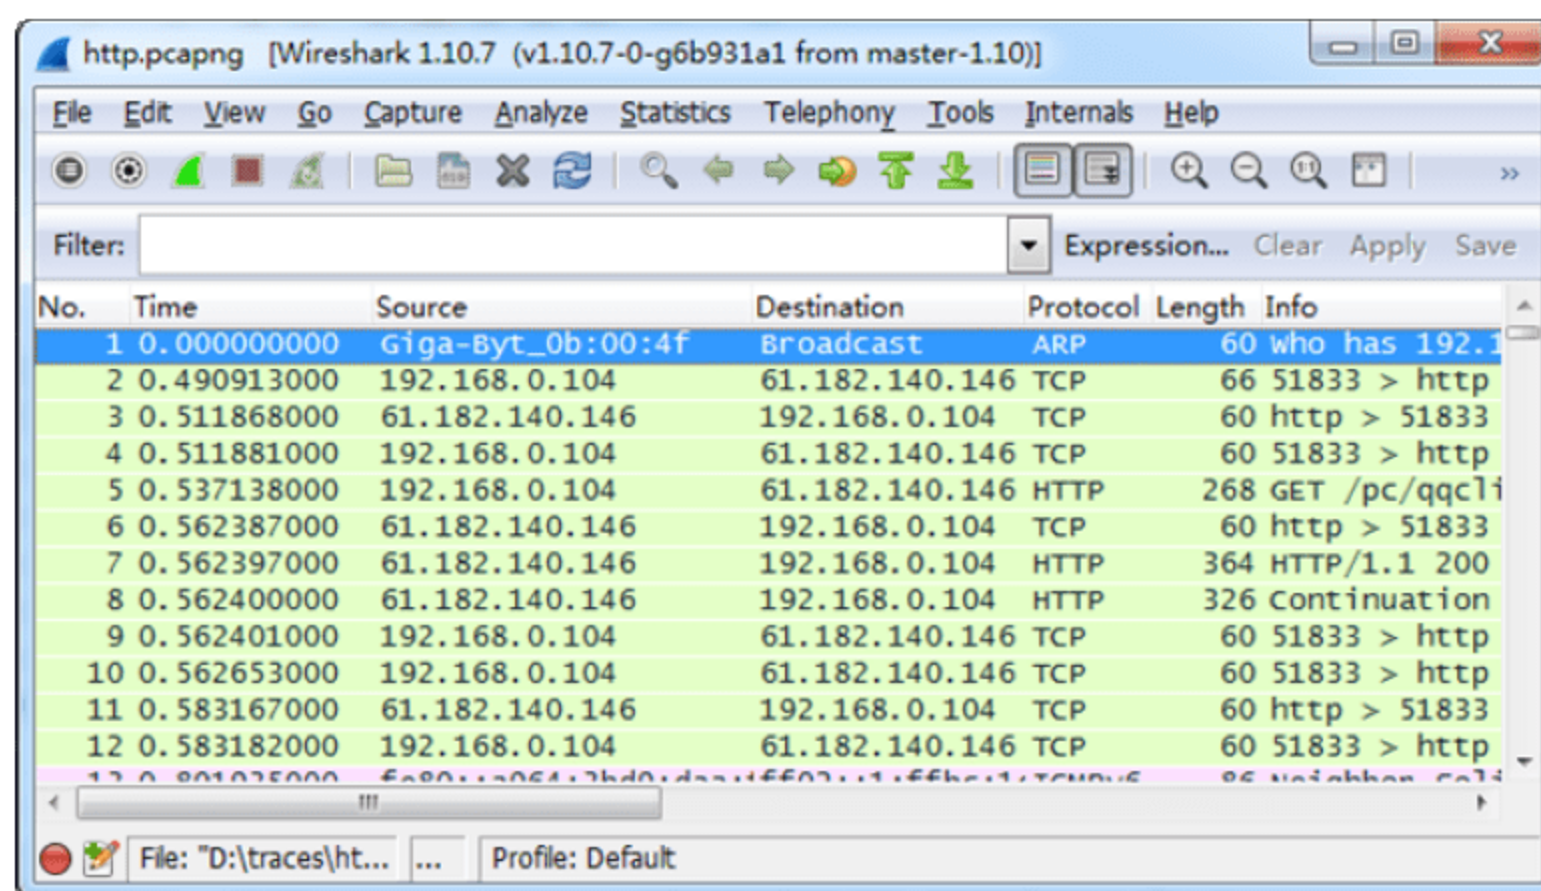 http.pcapng [Wireshark 1.10.7 (v1.10.7-0-g6b931a1 from master-1.10)]
File Edit View Go Capture Analyze Statistics Telephony Tools Internals Help
Filter: Expression... Clear Apply Save
No. Time Source Destination Protocol Length Info
1 0.000000000 Giga-Byt_0b:00:4f Broadcast ARP 60 Who has 192.1
2 0.490913000 192.168.0.104 61.182.140.146 TCP 66 51833 > http
3 0.511868000 61.182.140.146 192.168.0.104 TCP 60 http > 51833
4 0.511881000 192.168.0.104 61.182.140.146 TCP 60 51833 > http
5 0.537138000 192.168.0.104 61.182.140.146 HTTP 268 GET /pc/qqcli
6 0.562387000 61.182.140.146 192.168.0.104 TCP 60 http > 51833
7 0.562397000 61.182.140.146 192.168.0.104 HTTP 364 HTTP/1.1 200
8 0.562400000 61.182.140.146 192.168.0.104 HTTP 326 Continuation
9 0.562401000 192.168.0.104 61.182.140.146 TCP 60 51833 > http
10 0.562653000 192.168.0.104 61.182.140.146 TCP 60 51833 > http
11 0.583167000 61.182.140.146 192.168.0.104 TCP 60 http > 51833
12 0.583182000 192.168.0.104 61.182.140.146 TCP 60 51833 > http
File: "D:\traces\ht... ... Profile: Default